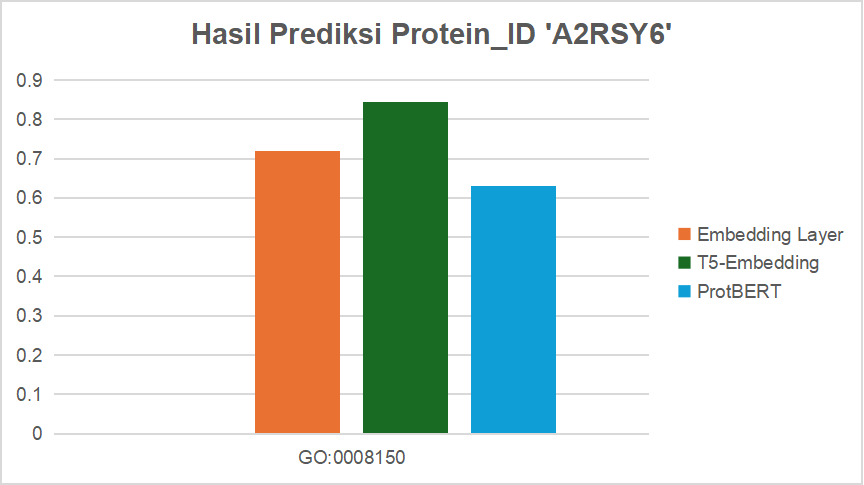 Hasil Prediksi Protein_ID 'A2RSY6'
0.9
0.8
0.7
0.6
0.5
0.4
0.3
0.2
0.1
0
GO:0008150
Embedding Layer
T5-Embedding
ProtBERT